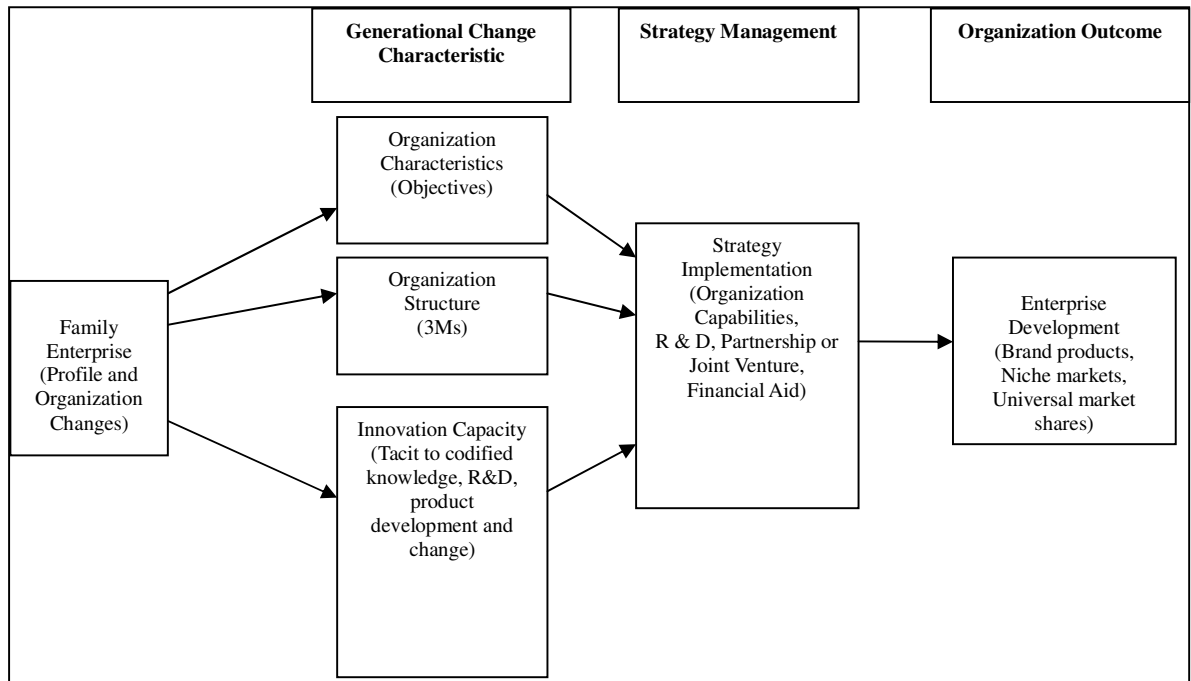 Generational Change
Characteristic
Strategy Management
Organization Outcome
Organization
Characteristics
(Objectives)
Organization
Structure
(3Ms)
Family
Enterprise
(Profile and
Organization
Changes)
Innovation Capacity
(Tacit to codified
knowledge, R&D,
product
development and
change)
Strategy
Implementation
(Organization
Capabilities,
R & D, Partnership or
Joint Venture,
Financial Aid)
Enterprise
Development
(Brand products,
Niche markets,
Universal market
shares)